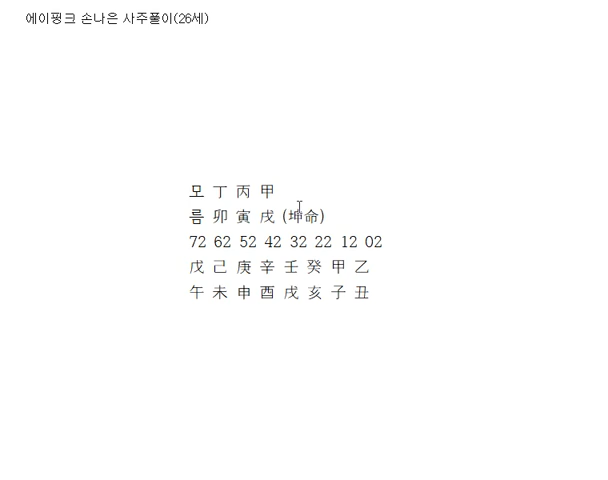 에이핑크 손나은 사주풀이(26세)
모 丁 丙 甲
름 卯 寅 戌 (坤命)
72 62 52 42 32 22 12 02
戊 己 庚 辛 壬 癸 甲 乙
午 未 申 酉 戌 亥 子 丑